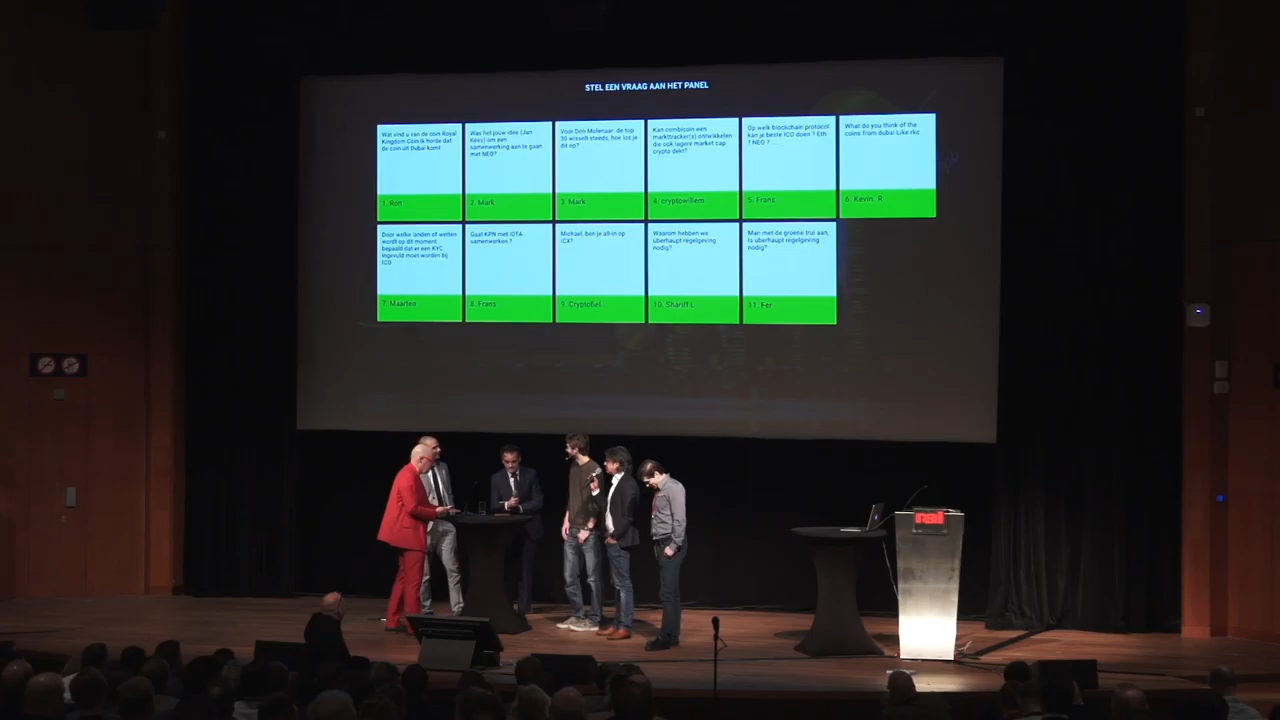 STEL EEN VRAAG AAN HET PANEL
Wat vind u van de coin Royal
Kingdom Coin Ik horde dat
de coin uit Dubai komt
1. Ron
Was het jouw idee (Jan
Kees) om een
samenwerking aan te gaan
met NEO?
2. Mark
Voor Don Molenaar: de top
30 wisselt steeds, hoe los je
dit op?
3. Mark
Kan combicoin een
markttracker(s) ontwikkelen
die ook lagere market cap
crypto dekt?
4. cryptowillem
Op welk blockchain protocol
kan je beste ICO doen ? Eth
? NEO ? ...
5. Frans
What do you think of the
coins from dubai Like rkc
6. Kevin. R
Door welke landen of wetten
wordt op dit moment
bepaald dat er een KYC
ingevuld moet worden bij
ICO
7. Maarten
Gaat KPN met IOTA
samenwerken ?
8. Frans
Michael, ben je all-in op
ICX?
9. Cryptofiel
Waarom hebben we
überhaupt regelgeving
nodig?
10. Shariff L
Man met de groene trui aan,
Is überhaupt regelgeving
nodig?
11. Fer
rai